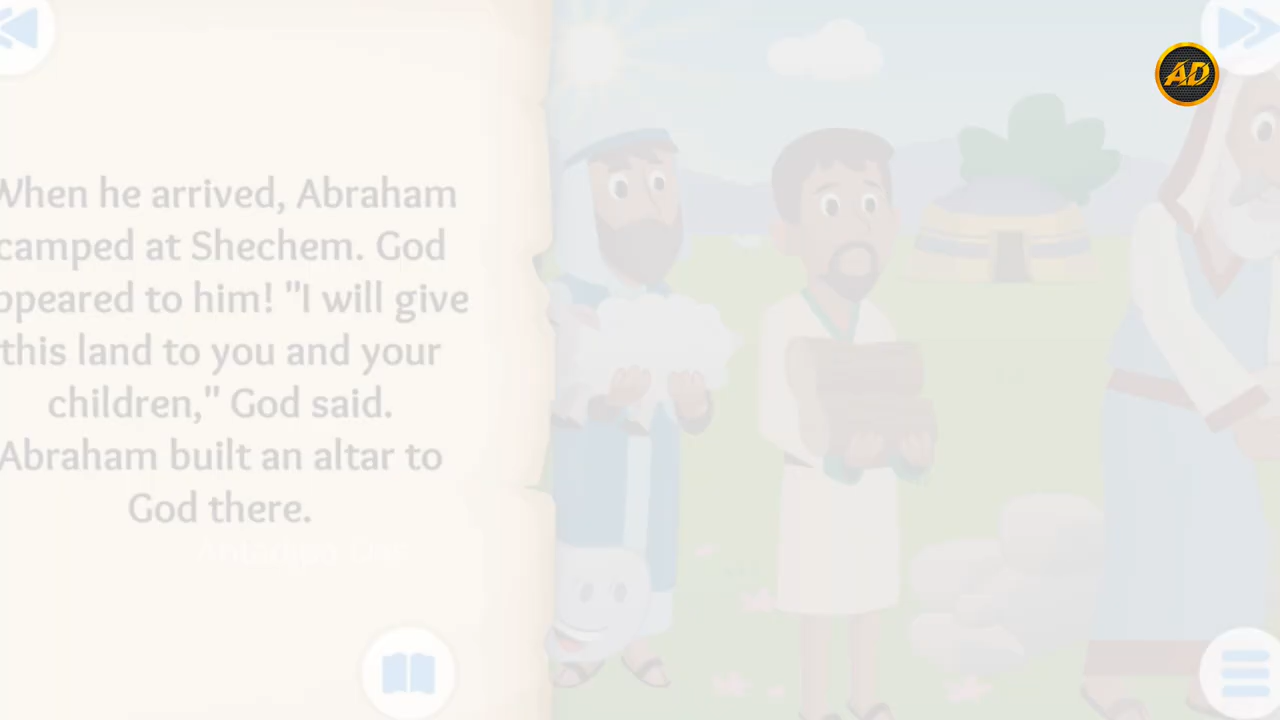 When he arrived, Abraham
camped at Shechem. God
ppeared to him! "I will give
this land to you and your
children," God said.
Abraham built an altar to
God there.
AD